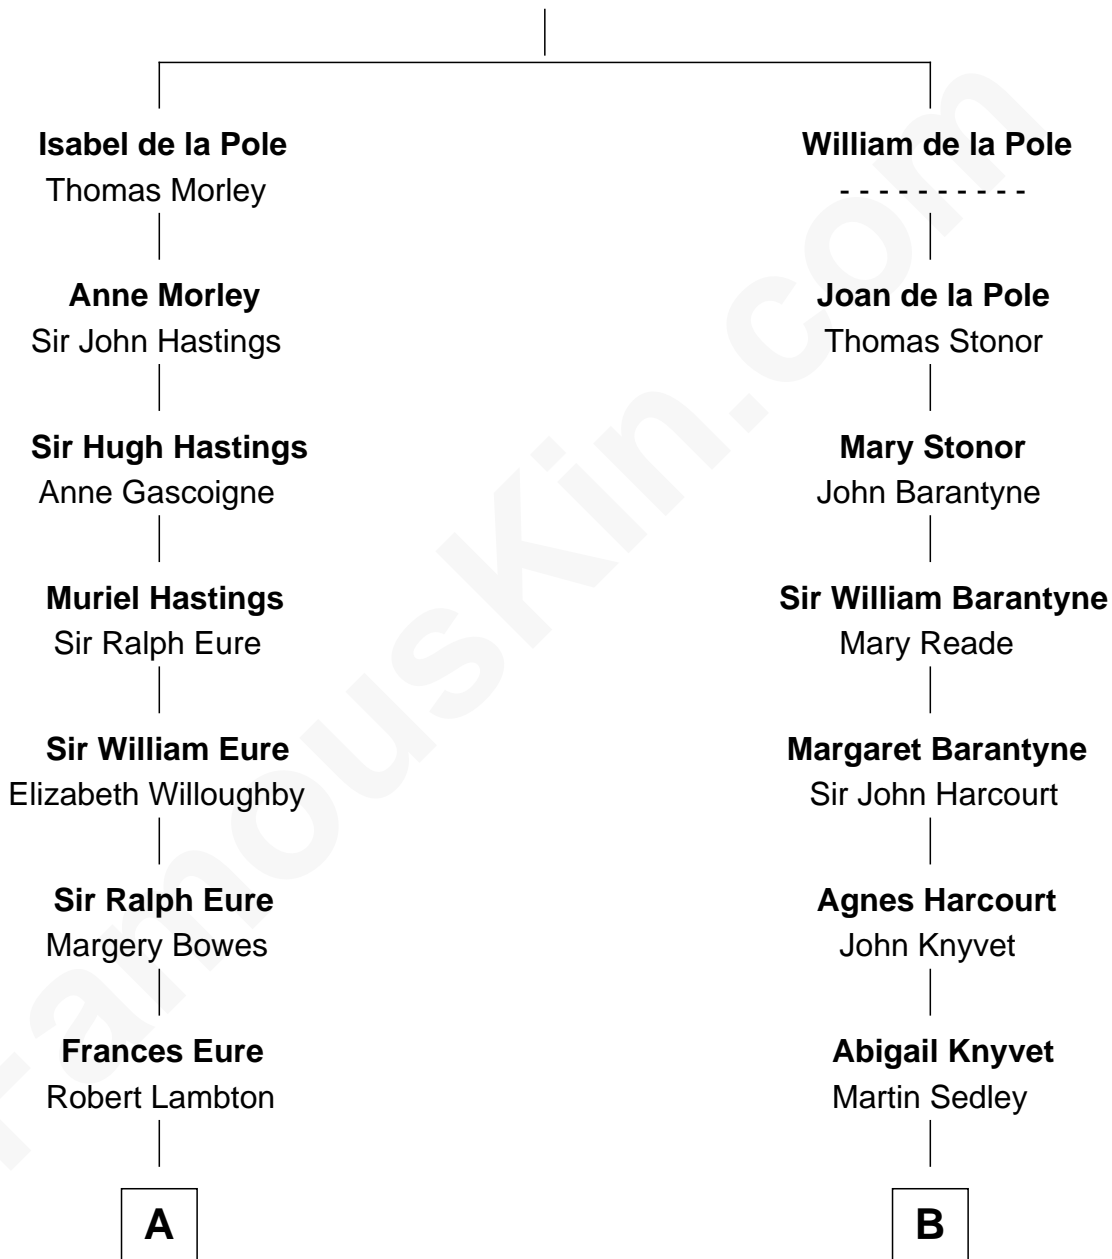 Isabel de la Pole
Thomas Morley
William de la Pole
- - - - - - - - - -
Anne Morley
Sir John Hastings
Joan de la Pole
Thomas Stonor
Sir Hugh Hastings
Anne Gascoigne
Mary Stonor
John Barantyne
Muriel Hastings
Sir Ralph Eure
Sir William Barantyne
Mary Reade
Sir William Eure
Elizabeth Willoughby
Margaret Barantyne
Sir John Harcourt
Sir Ralph Eure
Margery Bowes
Agnes Harcourt
John Knyvet
Frances Eure
Robert Lambton
Abigail Knyvet
Martin Sedley
A
B
FamousKin.com